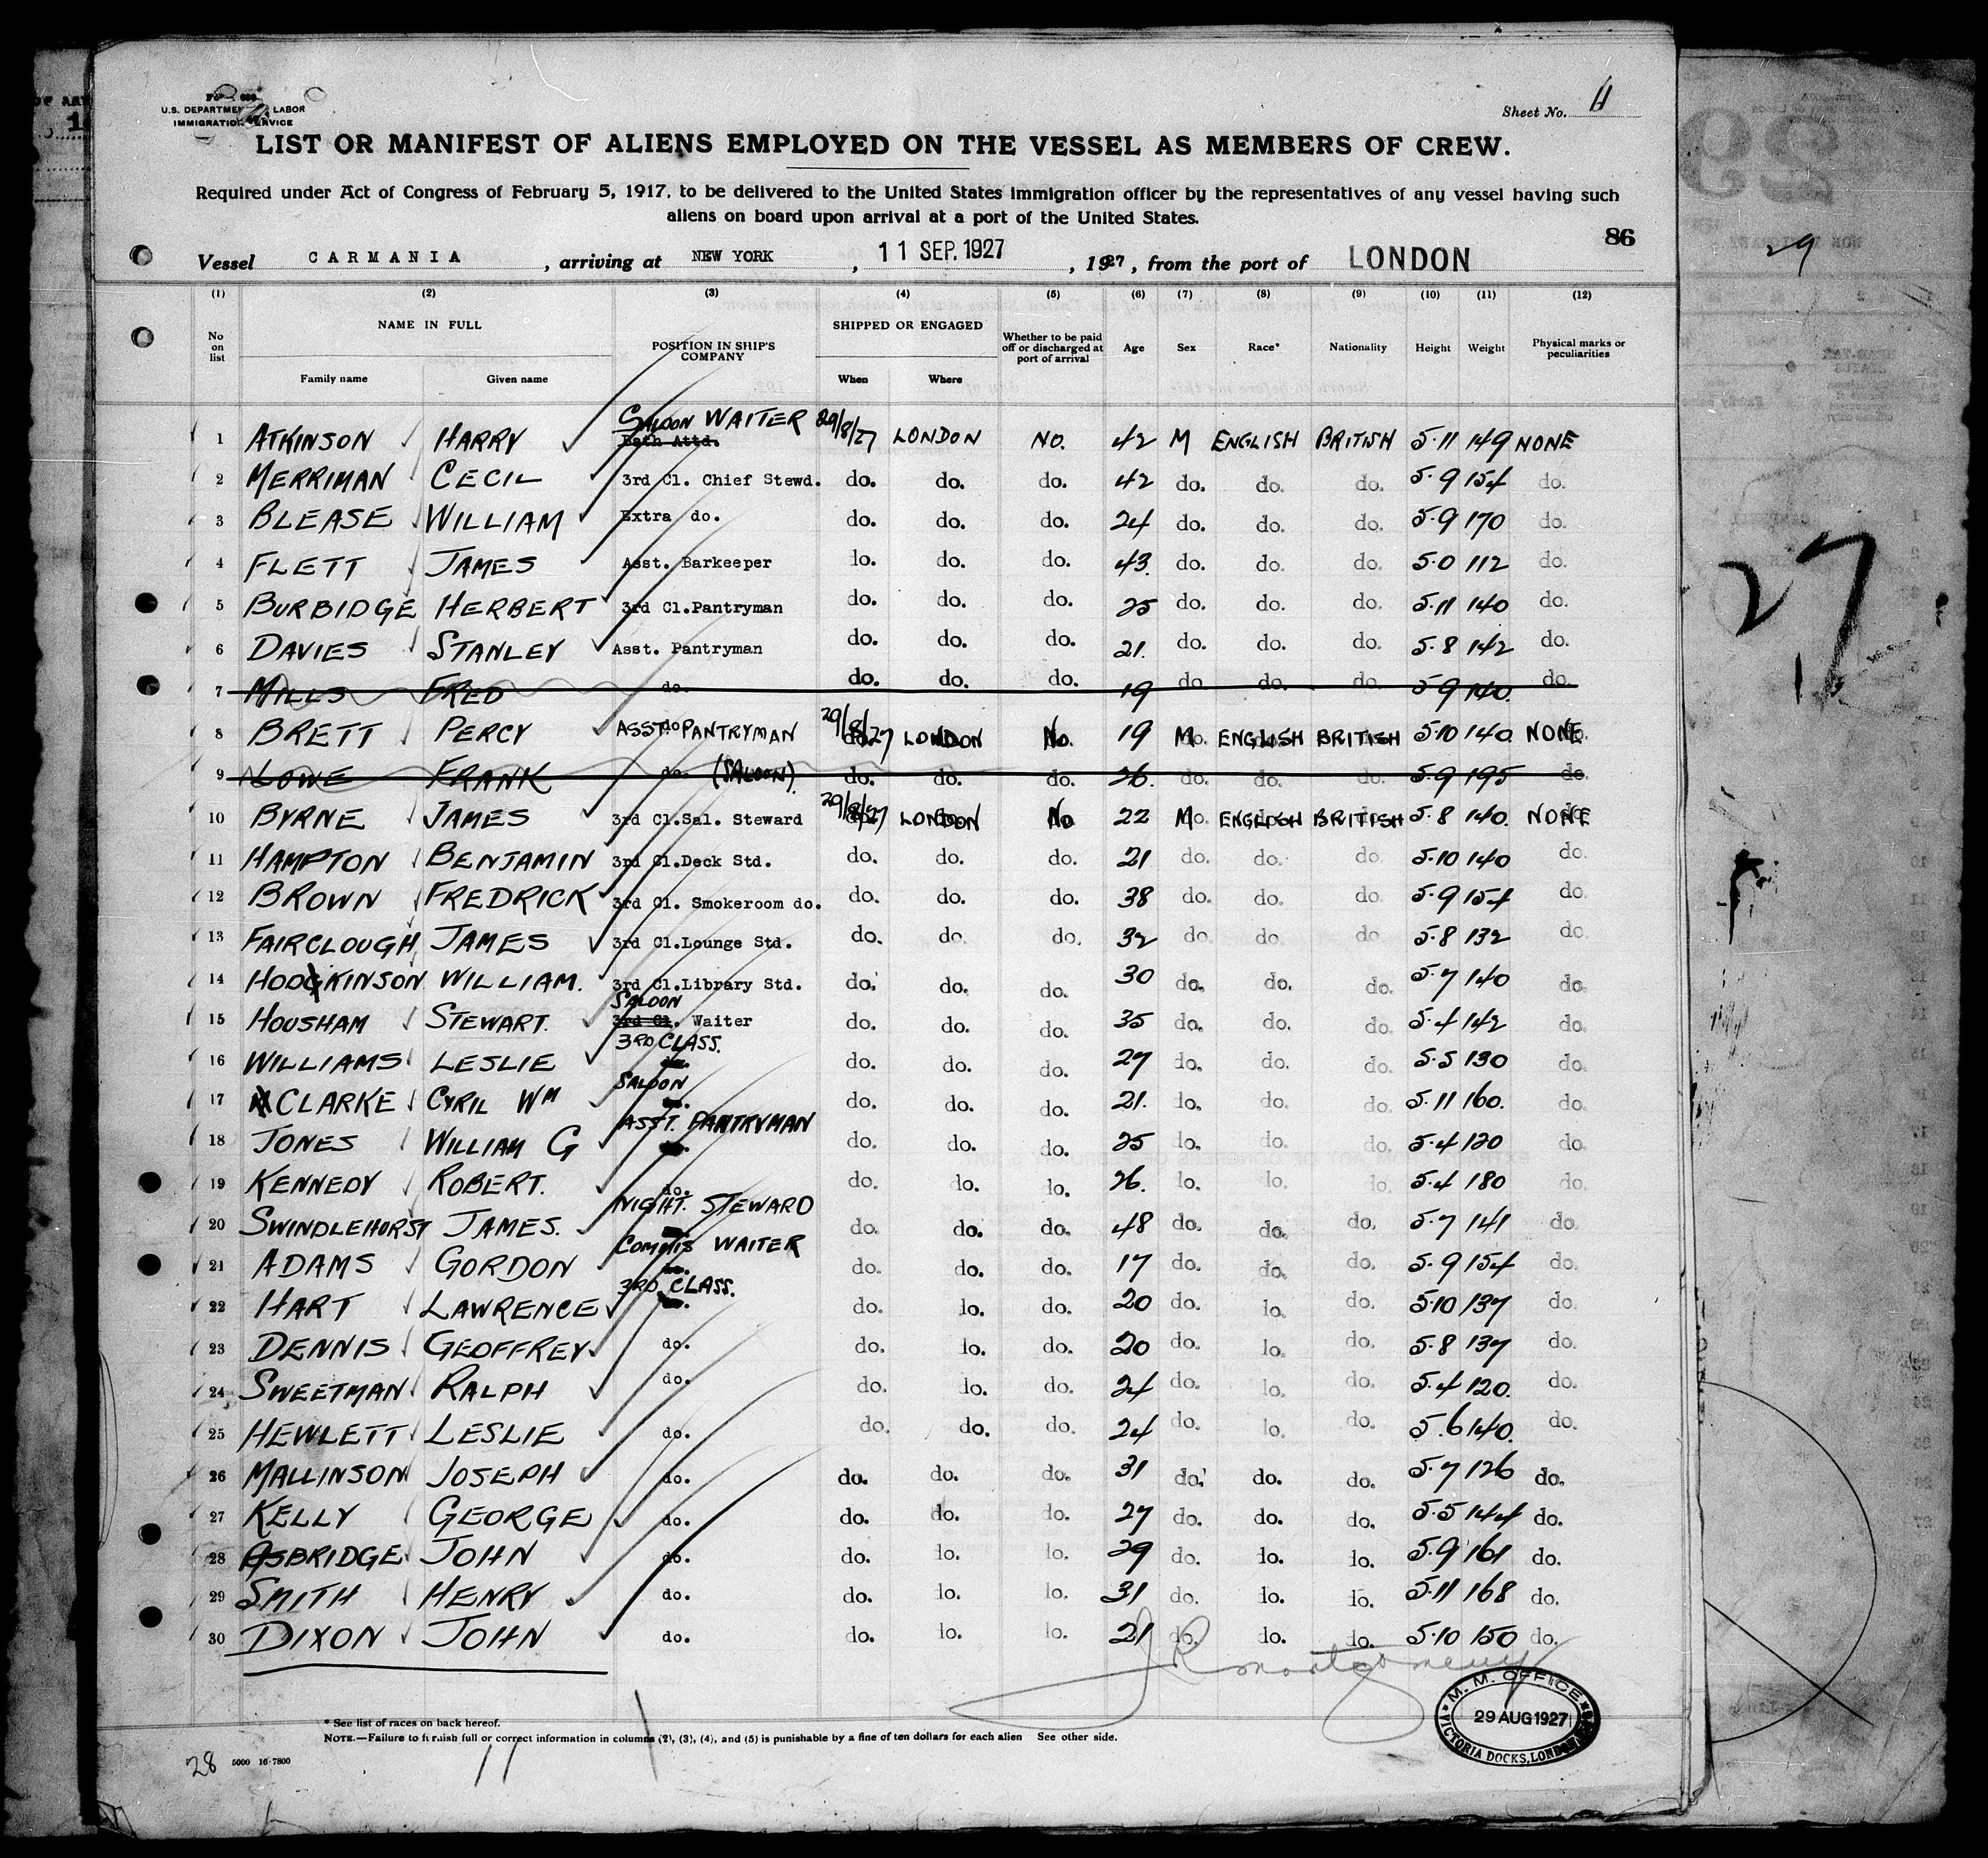 Sheet No.
U.S. DEPARTMENT LABOR
IMMIGRATION SERVICE
LIST OR MANIFEST OF ALIENS EMPLOYED ON THE VESSEL AS MEMBERS OF CREW.
Required under Act of Congress of February 5, 1917, to be delivered to the United States immigration officer by the representatives of any vessel having such
aliens on board upon arrival at a port of the United States.
86
Vessel CARMANIA, arriving at NEW YORK, 11 SEP. 1927, 1927, from the port of LONDON
(1) (2) (3) (4) (5) (6) (7) (8) (9) (10) (11) (12)
No on list NAME IN FULL Family name Given name POSITION IN SHIP'S COMPANY SHIPPED OR ENGAGED When Where Whether to be paid off or discharged at port of arrival Age Sex Race* Nationality Height Weight Physical marks or peculiarities
1 ATKINSON HARRY SALOON WAITER Bath Attd. 29/8/27 LONDON NO. 42 M ENGLISH BRITISH 5·11 149 NONE
2 MERRIMAN CECIL 3rd Cl. Chief Stewd. do. do. do. 42 do. do. do. 5·9 154 do.
3 BLEASE WILLIAM Extra do. do. do. do. 24 do. do. do. 5·9 170 do.
4 FLETT JAMES Asst. Barkeeper do. do. do. 43. do. do. do. 5·0 112 do.
5 BURBIDGE HERBERT 3rd Cl.Pantryman do. do. do. 25 do. do. do. 5·11 140 do.
6 DAVIES STANLEY Asst. Pantryman do. do. do. 21. do. do. do. 5·8 142 do.
7 MILLS FRED do. do. do. do. 19 do. do. do. 5·9 140. do.
8 BRETT PERCY ASST. PANTRYMAN 29/8/27 LONDON No. 19 M ENGLISH BRITISH 5·10 140. NONE
9 LOWE FRANK do. (SALOON). do. do. do. 26. do. do. do. 5·9 195 do.
10 BYRNE JAMES 3rd Cl.Sal. Steward 29/8/27 LONDON No 22 M ENGLISH BRITISH 5·8 140. NONE
11 HAMPTON BENJAMIN 3rd Cl.Deck Std. do. do. do. 21 do. do. do. 5·10 140 do.
12 BROWN FREDRICK 3rd Cl. Smokeroom do. do. do. do. 38 do. do. do. 5·9 154 do.
13 FAIRCLOUGH JAMES 3rd Cl.Lounge Std. do. do. do. 32 do. do. do 5·8 132 do.
14 HODGKINSON WILLIAM. 3rd Cl.Library Std. do. do. do. 30 do. do. do. 5·7 140 do.
15 HOUSHAM STEWART. SALOON 3rd Cl. Waiter do. do. do. 35 do. do. do. 5·4 142 do.
16 WILLIAMS LESLIE 3RD CLASS. do. do. do. 27 do. do. do. 5·5 130 do.
17 CLARKE CYRIL WM SALOON do. do. do. 21. do. do. do. 5·11 160. do.
18 JONES WILLIAM G ASST. PANTRYMAN do. do. do. 25 do. do. do. 5·4 120 do.
19 KENNEDY ROBERT. do. do. do. do. 26. do. do. do. 5·4 180 do.
20 SWINDLEHURST JAMES. NIGHT. STEWARD do. do. do. 48 do. do. do. 5·7 141 do.
21 ADAMS GORDON COMMIS WAITER do. do. do. 17 do. do. do. 5·9 154 do.
22 HART LAWRENCE 3RD CLASS. do. do. do. 20 do. do. do. 5·10 137 do.
23 DENNIS GEOFFREY do. do. do. do. 20 do. do. do. 5·8 137 do.
24 SWEETMAN RALPH do. do. do. do. 24 do. do. do. 5·4 120. do.
25 HEWLETT LESLIE do. do. do. do. 24 do. do. do. 5.6 140. do.
26 MALLINSON JOSEPH do. do. do. do. 31 do. do. do. 5·7 126 do.
27 KELLY GEORGE do. do. do. do. 27 do. do. do. 5·5 144 do.
28 ASBRIDGE JOHN do. do. do. do. 29 do. do. do. 5·9 161 do.
29 SMITH HENRY do. do. do. do. 31 do. do. do. 5·11 168 do.
30 DIXON JOHN do. do. do. do. 21 do. do. do. 5·10 150 do.
J R Montgomery
M. M. OFFICE
29 AUG 1927
VICTORIA DOCKS, LONDON
* See list of races on back hereof.
NOTE.—Failure to furnish full or correct information in columns (2), (3), (4), and (5) is punishable by a fine of ten dollars for each alien See other side.
28 5000 16-7800
11
29
27